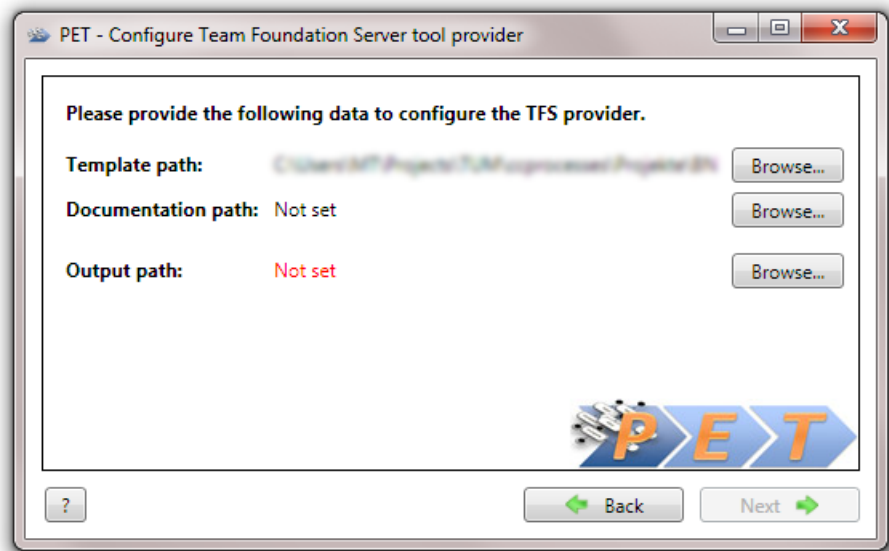 PET - Configure Team Foundation Server tool provider
Please provide the following data to configure the TFS provider.
Template path: Browse...
Documentation path: Not set Browse...
Output path: Not set Browse...
PET
? Back Next